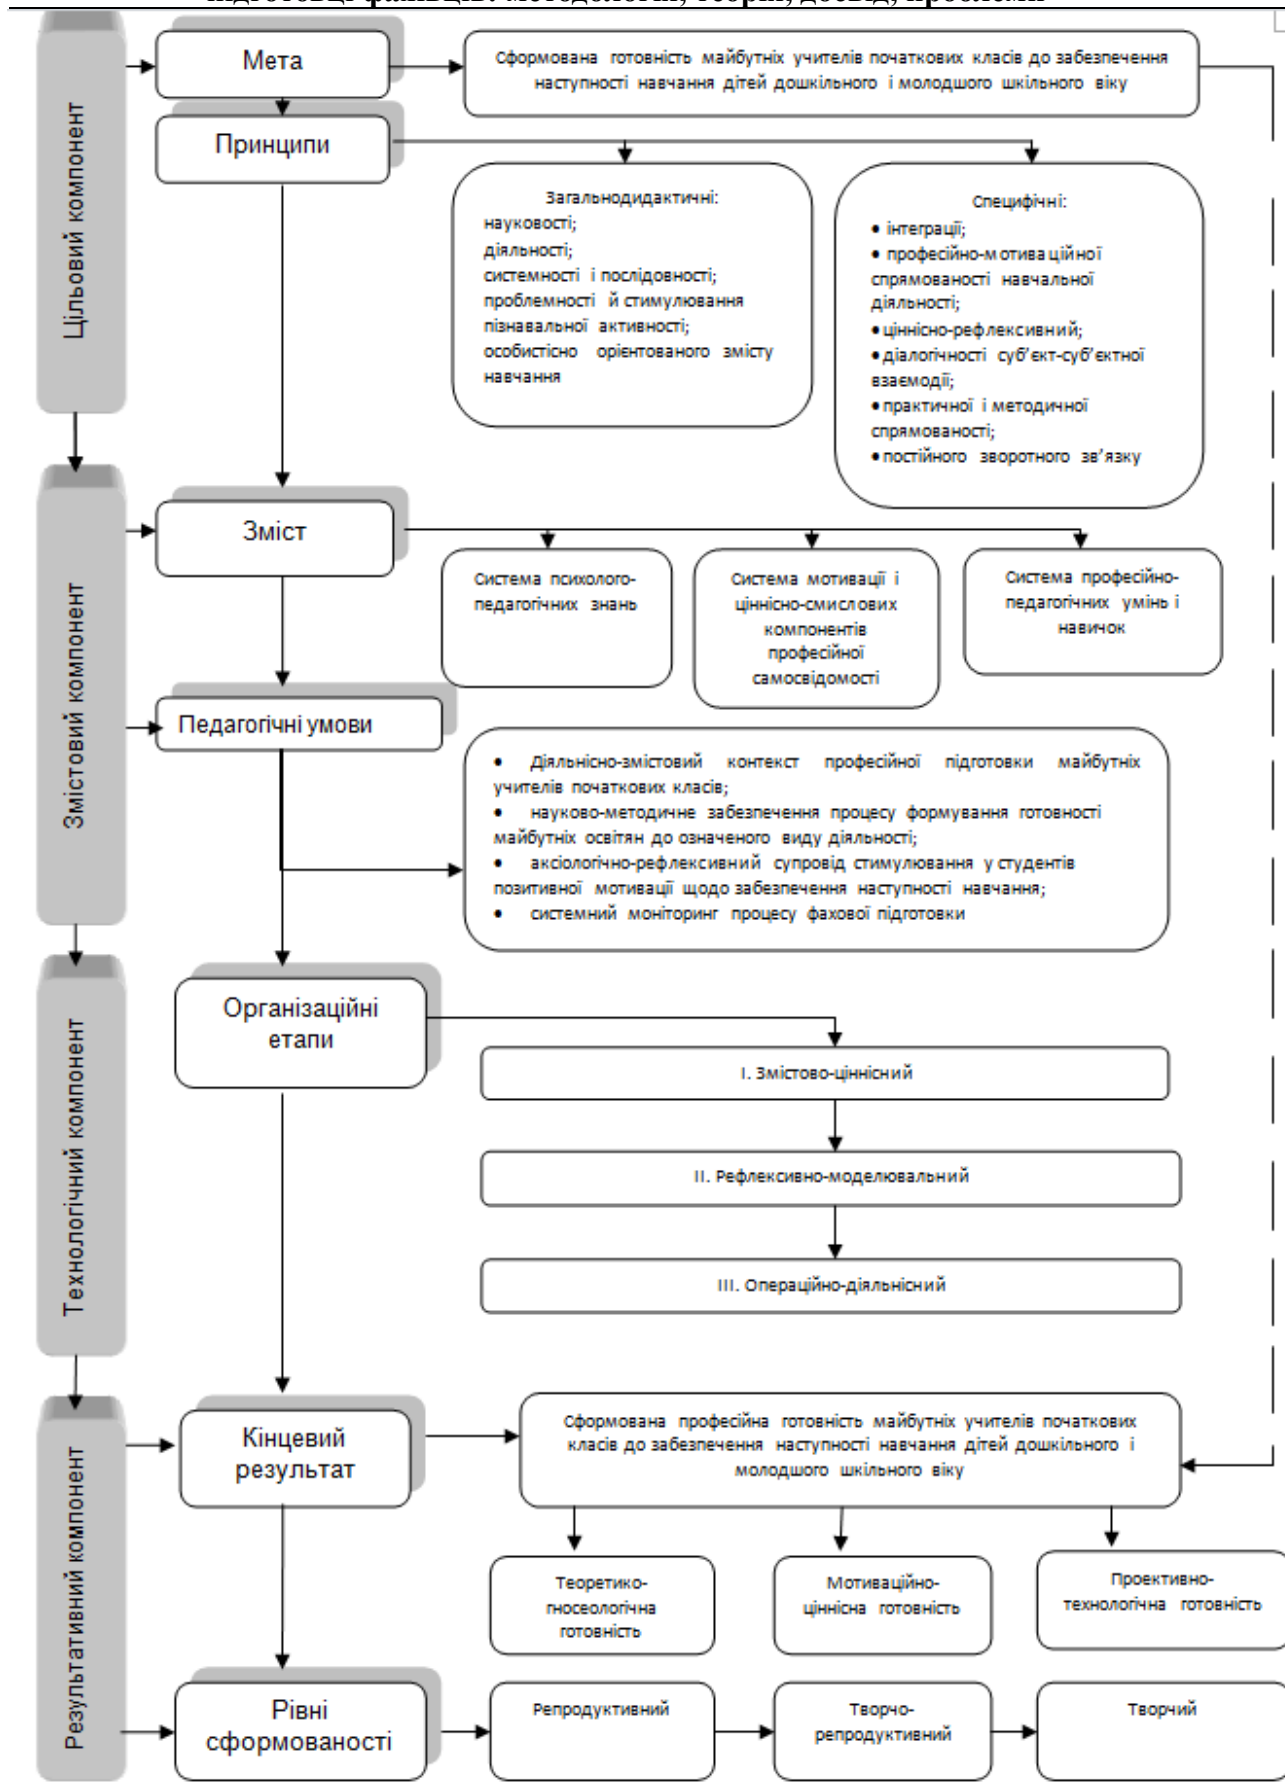 підготовці фахівців: методологія, теорія, досвід, проблеми
Цільовий компонент
Мета
Сформована готовність майбутніх учителів початкових класів до забезпечення
наступності навчання дітей дошкільного і молодшого шкільного віку
Принципи
Загальнодидактичні:
науковості;
діяльності;
системності і послідовності;
проблемності й стимулювання
пізнавальної активності;
особистісно орієнтованого змісту
навчання
Специфічні:
• інтеграції;
• професійно-мотиваційної
спрямованості навчальної
діяльності;
• ціннісно-рефлексивний;
• діалогічності суб’єкт-суб’єктної
взаємодії;
• практичної і методичної
спрямованості;
• постійного зворотного зв’язку
Змістовий компонент
Зміст
Система психолого-
педагогічних знань
Система мотивації і
ціннісно-смислових
компонентів
професійної
самосвідомості
Система професійно-
педагогічних умінь і
навичок
Педагогічні умови
• Діяльнісно-змістовий контекст професійної підготовки майбутніх
учителів початкових класів;
• науково-методичне забезпечення процесу формування готовності
майбутніх освітян до означеного виду діяльності;
• аксіологічно-рефлексивний супровід стимулювання у студентів
позитивної мотивації щодо забезпечення наступності навчання;
• системний моніторинг процесу фахової підготовки
Технологічний компонент
Організаційні
етапи
І. Змістово-ціннісний
ІІ. Рефлексивно-моделювальний
ІІІ. Операційно-діяльнісний
Результативний компонент
Кінцевий
результат
Сформована професійна готовність майбутніх учителів початкових
класів до забезпечення наступності навчання дітей дошкільного і
молодшого шкільного віку
Теоретико-
гносеологічна
готовність
Мотиваційно-
ціннісна готовність
Проективно-
технологічна готовність
Рівні
сформованості
Репродуктивний
Творчо-
репродуктивний
Творчий